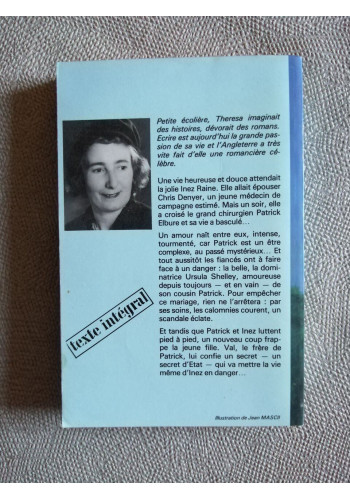 Petite écolière, Theresa imaginait
des histoires, dévorait des romans.
Ecrire est aujourd'hui la grande pas-
sion de sa vie et l'Angleterre a très
vite fait d'elle une romancière cé-
lèbre.
Une vie heureuse et douce attendait
la jolie Inez Raine. Elle allait épouser
Chris Denyer, un jeune médecin de
campagne estimé. Mais un soir, elle
a croisé le grand chirurgien Patrick
Elbure et sa vie a basculé...
Un amour naît entre eux, intense,
tourmenté, car Patrick est un être
complexe, au passé mystérieux... Et
tout aussitôt les fiancés ont à faire
face à un danger : la belle, la domi-
natrice Ursula Shelley, amoureuse
depuis toujours — et en vain — de
son cousin Patrick. Pour empêcher
ce mariage, rien ne l'arrêtera : par
ses soins, les calomnies courent, un
scandale éclate.
Et tandis que Patrick et Inez luttent
pied à pied, un nouveau coup frap-
pe la jeune fille. Val, le frère de
Patrick, lui confie un secret — un
secret d'Etat — qui va mettre la vie
même d'Inez en danger...
texte intégral
Illustration de Jean MASCII